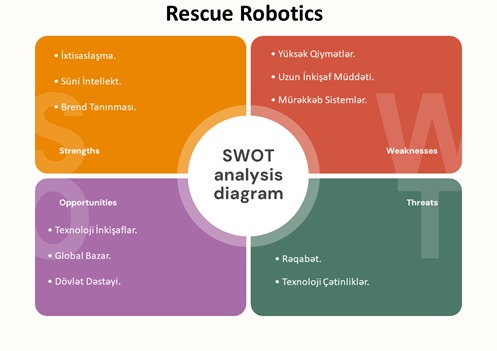 Rescue Robotics
• İxtisaslaşma.
• Süni İntellekt.
• Brend Tanınması.
S
Strengths
• Yüksək Qiymətlər.
• Uzun İnkişaf Müddəti.
• Mürəkkəb Sistemlər.
W
Weaknesses
SWOT
analysis
diagram
Opportunities
O
• Texnoloji İnkişaflar.
• Global Bazar.
• Dövlət Dəstəyi.
Threats
T
• Rəqabət.
• Texnoloji Çətinliklər.